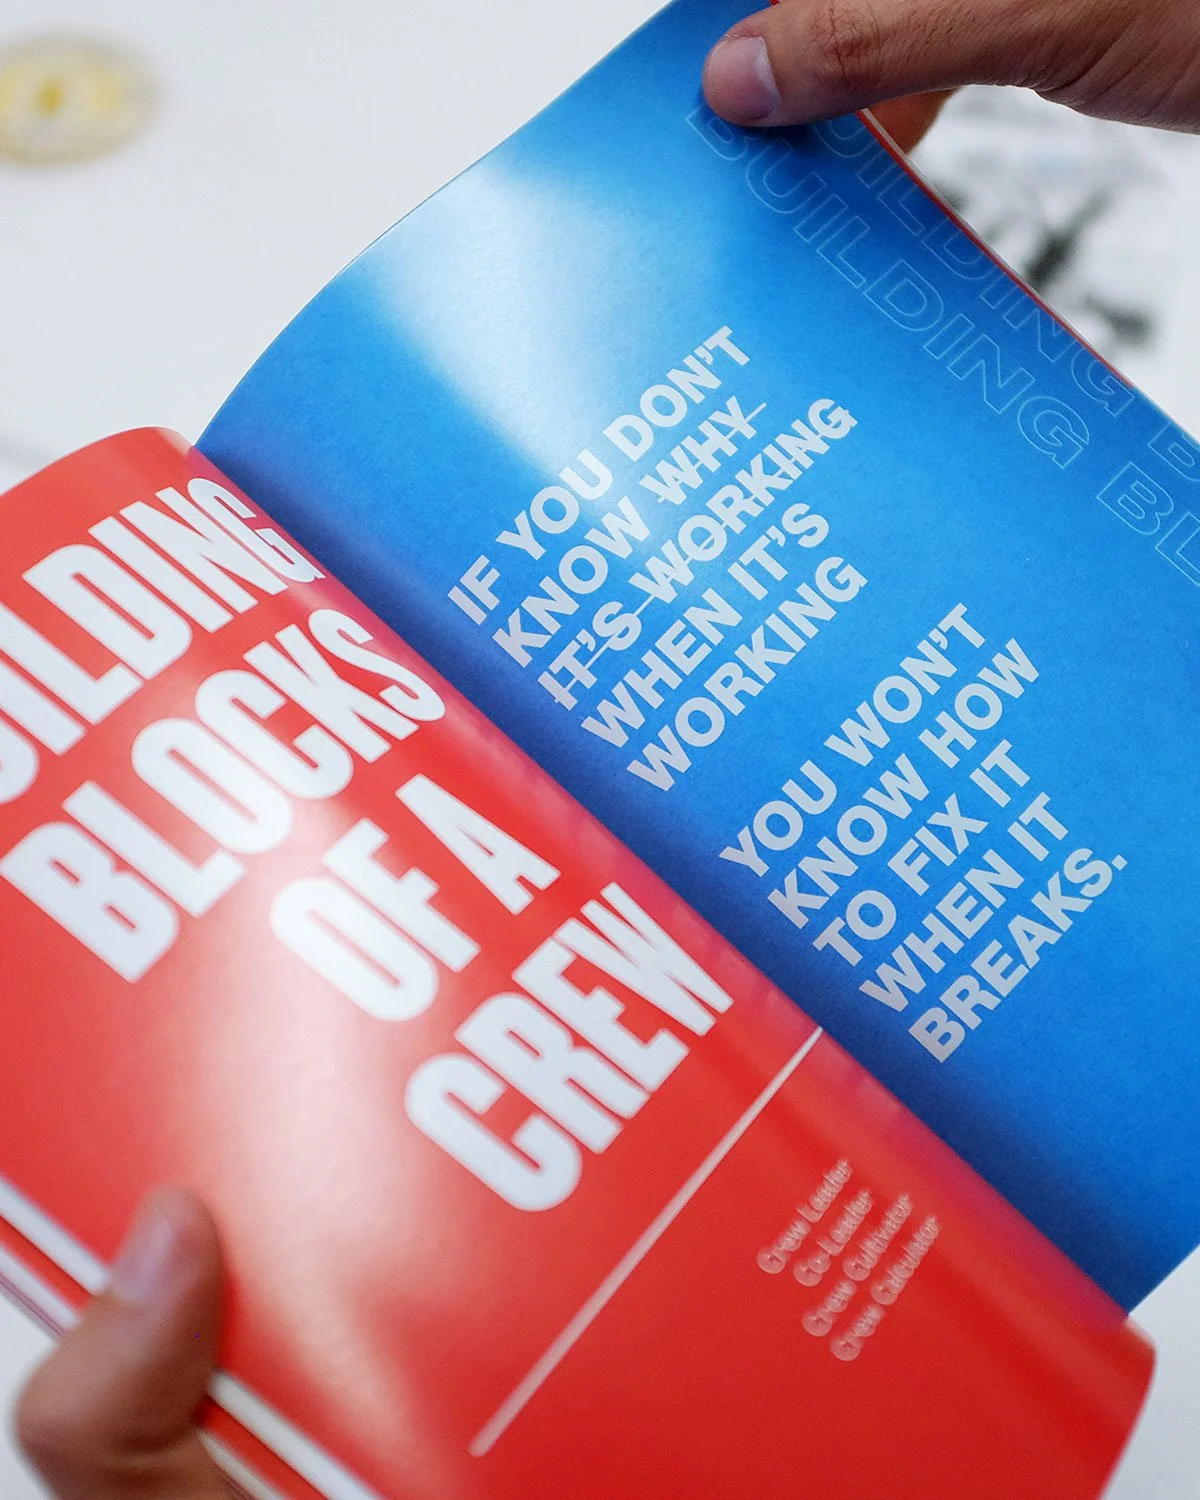 BUILDING
BLOCKS
OF A
CREW
Crew Leader
Co-Leader
Crew Cultivator
Crew Calculator
IF YOU DON'T
KNOW WHY
IT'S WORKING
WHEN IT'S
WORKING
YOU WON'T
KNOW HOW
TO FIX IT
WHEN IT
BREAKS.
BUILDING B
BUILDING BL